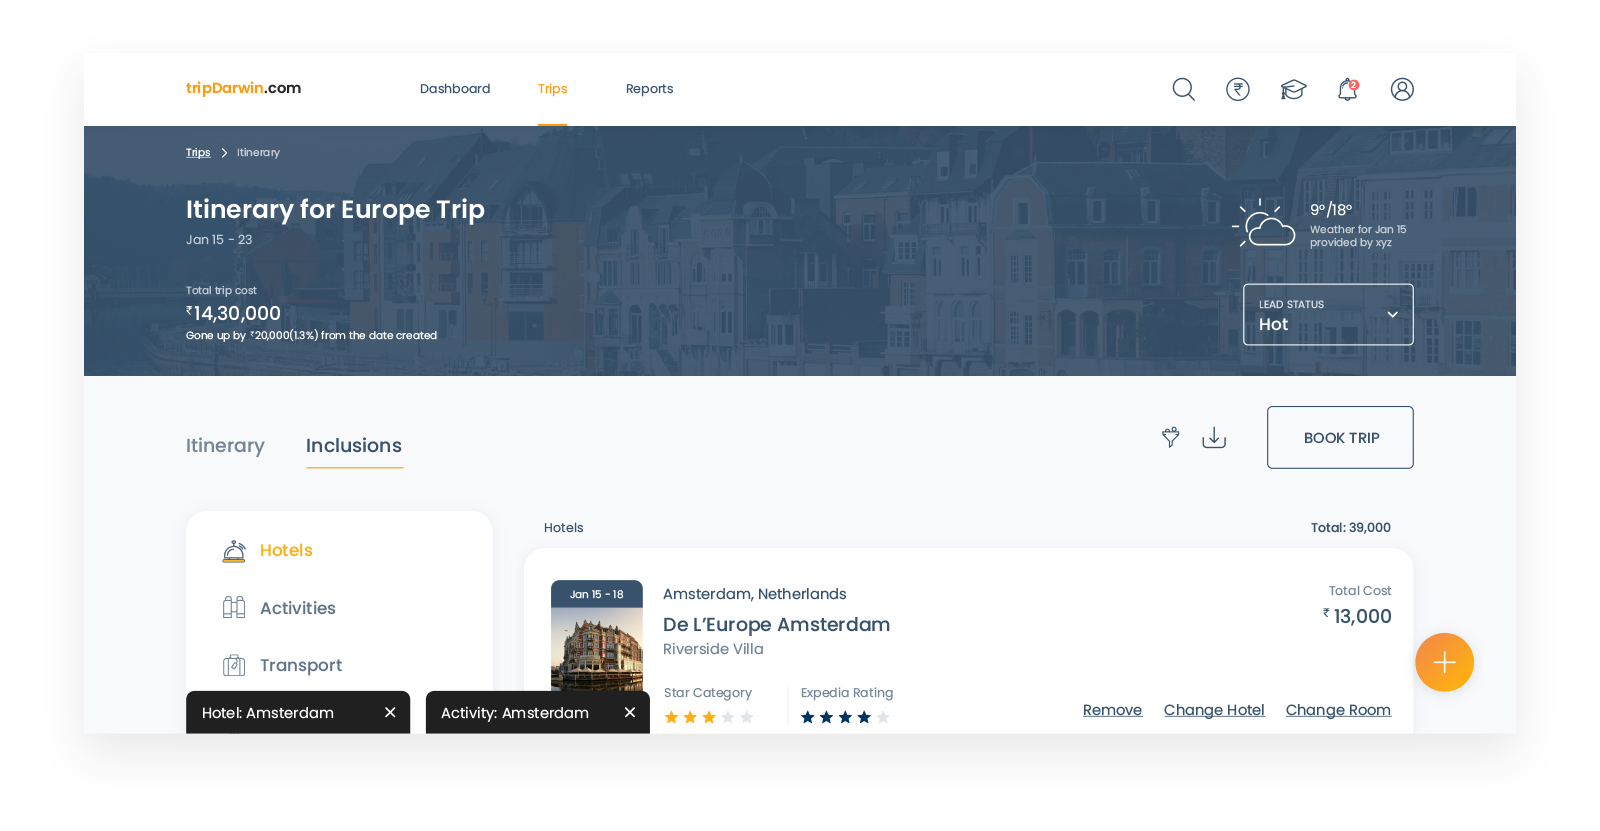 tripDarwin.com
Dashboard
Trips
Reports
₹
2
Trips > Itinerary
Itinerary for Europe Trip
Jan 15 - 23
9°/18°
Weather for Jan 15
provided by xyz
Total trip cost
₹14,30,000
Gone up by ₹20,000(1.3%) from the date created
LEAD STATUS
Hot
Itinerary
Inclusions
BOOK TRIP
Hotels
Activities
Transport
Hotels
Total: 39,000
Jan 15 - 18
Amsterdam, Netherlands
De L’Europe Amsterdam
Riverside Villa
Total Cost
₹ 13,000
Star Category
Expedia Rating
Remove
Change Hotel
Change Room
Hotel: Amsterdam
Activity: Amsterdam